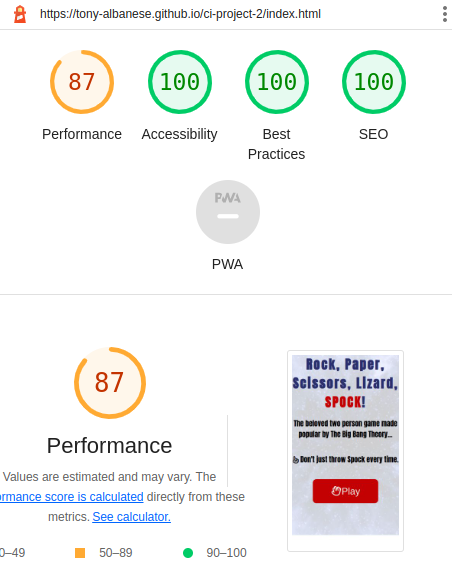 https://tony-albanese.github.io/ci-project-2/index.html
87
100
100
100
Performance
Accessibility
Best
Practices
SEO
PWA
PWA
87
Performance
Values are estimated and may vary. The
ormance score is calculated directly from these
metrics. See calculator.
0–49
50–89
90–100
Rock, Paper,
Scissors, Lizard,
SPOCK!
The beloved two person game made
popular by The Big Bang Theory...
Don't just throw Spock every time.
Play